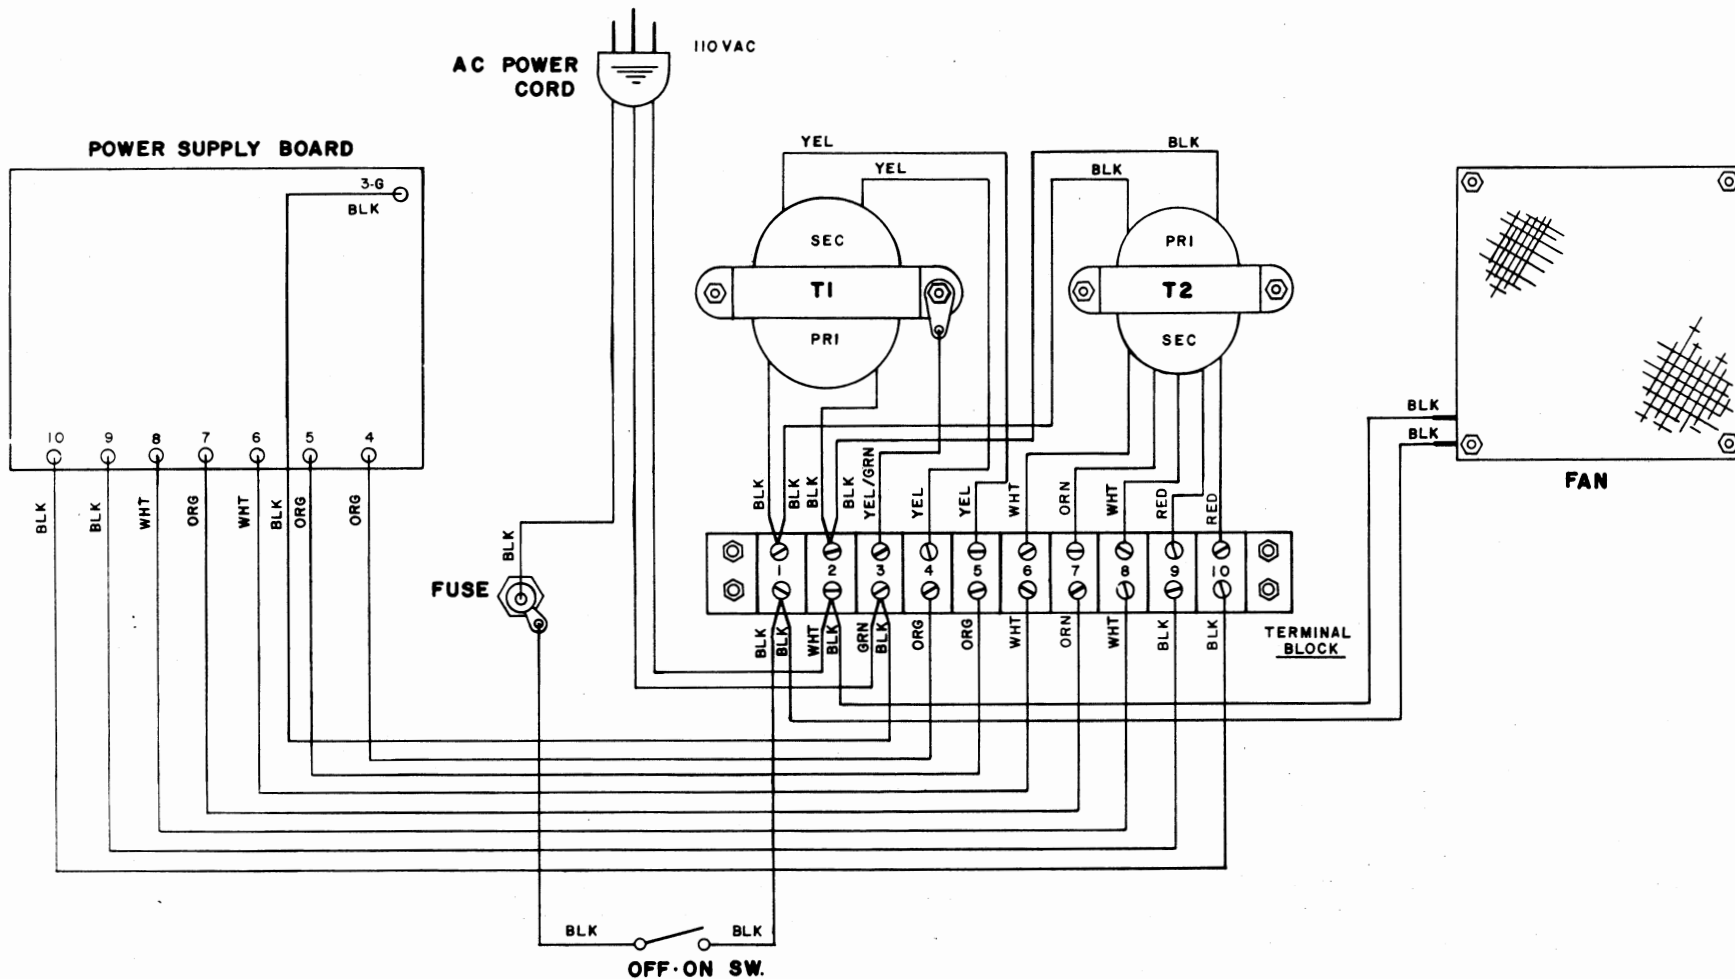 110 VAC
AC POWER
CORD
POWER SUPPLY BOARD
3-G
BLK
10 9 8 7 6 5 4
BLK BLK WHT ORG WHT BLK ORG ORG
YEL
YEL
BLK
BLK
SEC
T1
PRI
PRI
T2
SEC
BLK
BLK
FAN
BLK
FUSE
BLK BLK BLK BLK YEL/GRN YEL YEL WHT ORN WHT RED RED
1 2 3 4 5 6 7 8 9 10
BLK BLK WHT BLK GRN BLK ORG ORG WHT ORN WHT BLK BLK
TERMINAL
BLOCK
BLK
BLK
OFF·ON SW.